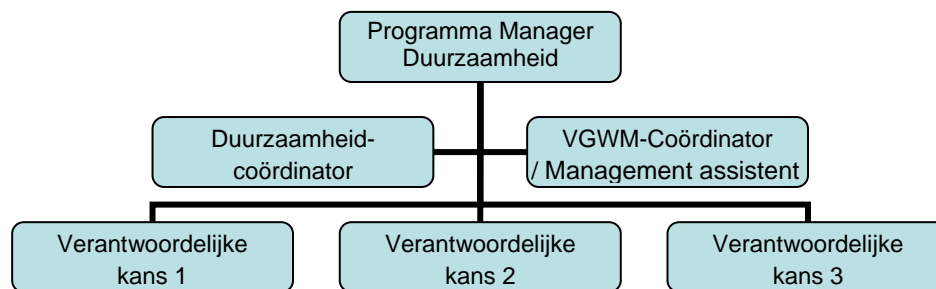 Programma Manager
Duurzaamheid
Duurzaamheid-
coördinator
VGWM-Coördinator
/ Management assistent
Verantwoordelijke
kans 1
Verantwoordelijke
kans 2
Verantwoordelijke
kans 3